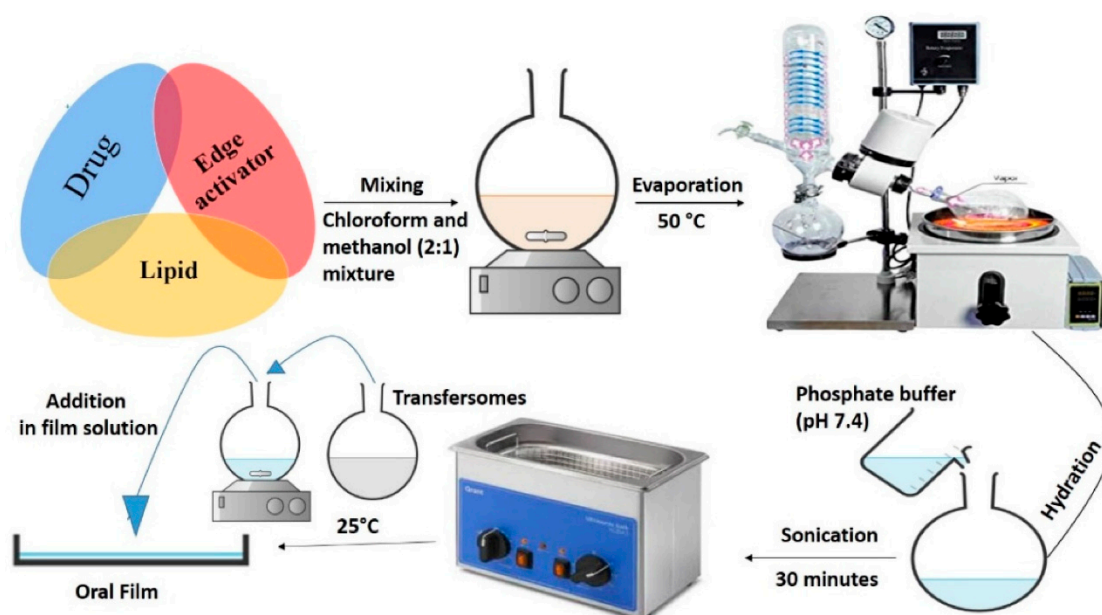 Drug
Edge
activator
Lipid
Mixing
Chloroform and
methanol (2:1)
mixture
Evaporation
50 °C
Vapor
Phosphate buffer
(pH 7.4)
Hydration
Sonication
30 minutes
Grant
25°C
Transfersomes
Addition
in film solution
Oral Film